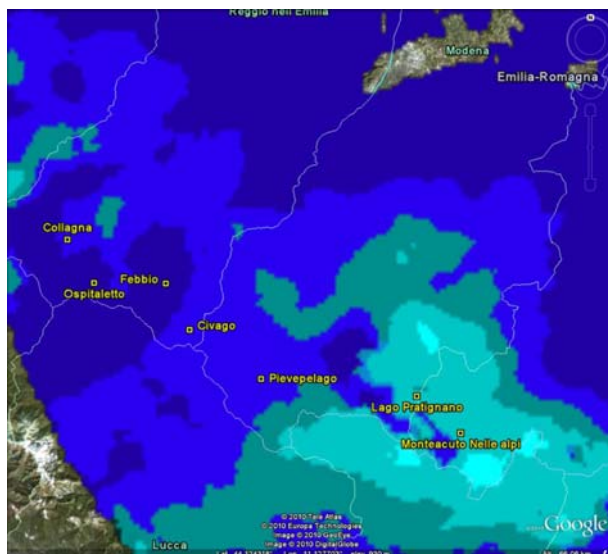 Reggio nell Emilia
Modena
Emilia-Romagna
Collagna
Febbio
Ospitaletto
Civago
Pievepelago
Lago Pratignano
Monteacuto Nelle alpi
© 2010 Tele Atlas
© 2010 Europa Technologies
Image © 2010 GeoEye
Image © 2010 DigitalGlobe
Google
Lucca